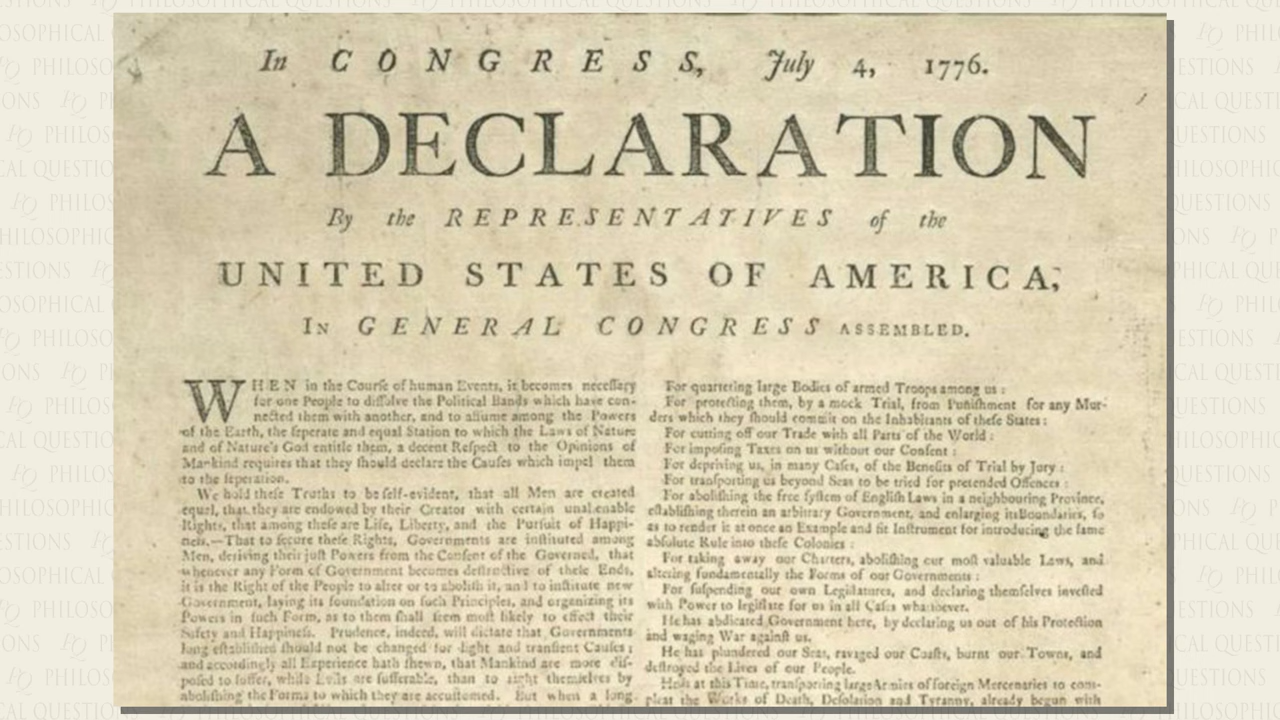 In CONGRESS, July 4, 1776.
A DECLARATION
By the REPRESENTATIVES of the
UNITED STATES OF AMERICA,
IN GENERAL CONGRESS ASSEMBLED.
WHEN in the Courſe of human Events, it becomes neceſſary
for one People to diſſolve the Political Bands which have con-
nected them with another, and to aſſume among the Powers
of the Earth, the ſeperate and equal Station to which the Laws of Nature
and of Nature's God entitle them, a decent Reſpect to the Opinions of
Mankind requires that they ſhould declare the Cauſes which impel them
to the ſeperation.
We hold theſe Truths to be ſelf-evident, that all Men are created
equal, that they are endowed by their Creator with certain unalienable
Rights, that among theſe are Life, Liberty, and the Purſuit of Happi-
neſs.—That to ſecure theſe Rights, Governments are inſtituted among
Men, deriving their juſt Powers from the Conſent of the Governed, that
whenever any Form of Government becomes deſtructive of theſe Ends,
it is the Right of the People to alter or to aboliſh it, and to inſtitute new
Government, laying its foundation on ſuch Principles, and organizing its
Powers in ſuch Form, as to them ſhall ſeem moſt likely to effect their
Safety and Happineſs. Prudence, indeed, will dictate that Governments
long eſtabliſhed ſhould not be changed for light and tranſient Cauſes;
and accordingly all Experience hath ſhewn, that Mankind are more diſ-
poſed to ſuffer, while Evils are ſufferable, than to right themſelves by
aboliſhing the Forms to which they are accuſtomed. But when a long
For quartering large Bodies of armed Troops among us:
For protecting them, by a mock Trial, from Puniſhment for any Mur-
ders which they ſhould commit on the Inhabitants of theſe States:
For cutting off our Trade with all Parts of the World:
For impoſing Taxes on us without our Conſent:
For depriving us, in many Caſes, of the Benefits of Trial by Jury:
For tranſporting us beyond Seas to be tried for pretended Offences:
For aboliſhing the free ſyſtem of Engliſh Laws in a neighbouring Province,
eſtabliſhing therein an arbitrary Government, and enlarging its Boundaries, ſo
as to render it at once an Example and fit Inſtrument for introducing the ſame
abſolute Rule into theſe Colonies:
For taking away our Charters, aboliſhing our moſt valuable Laws, and
altering fundamentally the Forms of our Governments:
For ſuſpending our own Legiſlatures, and declaring themſelves inveſted
with Power to legiſlate for us in all Caſes whatſoever.
He has abdicated Government here, by declaring us out of his Protection
and waging War againſt us.
He has plundered our Seas, ravaged our Coaſts, burnt our Towns, and
deſtroyed the Lives of our People.
He is at this Time, tranſporting large Armies of foreign Mercenaries to com-
pleat the Works of Death, Deſolation and Tyranny, already begun with